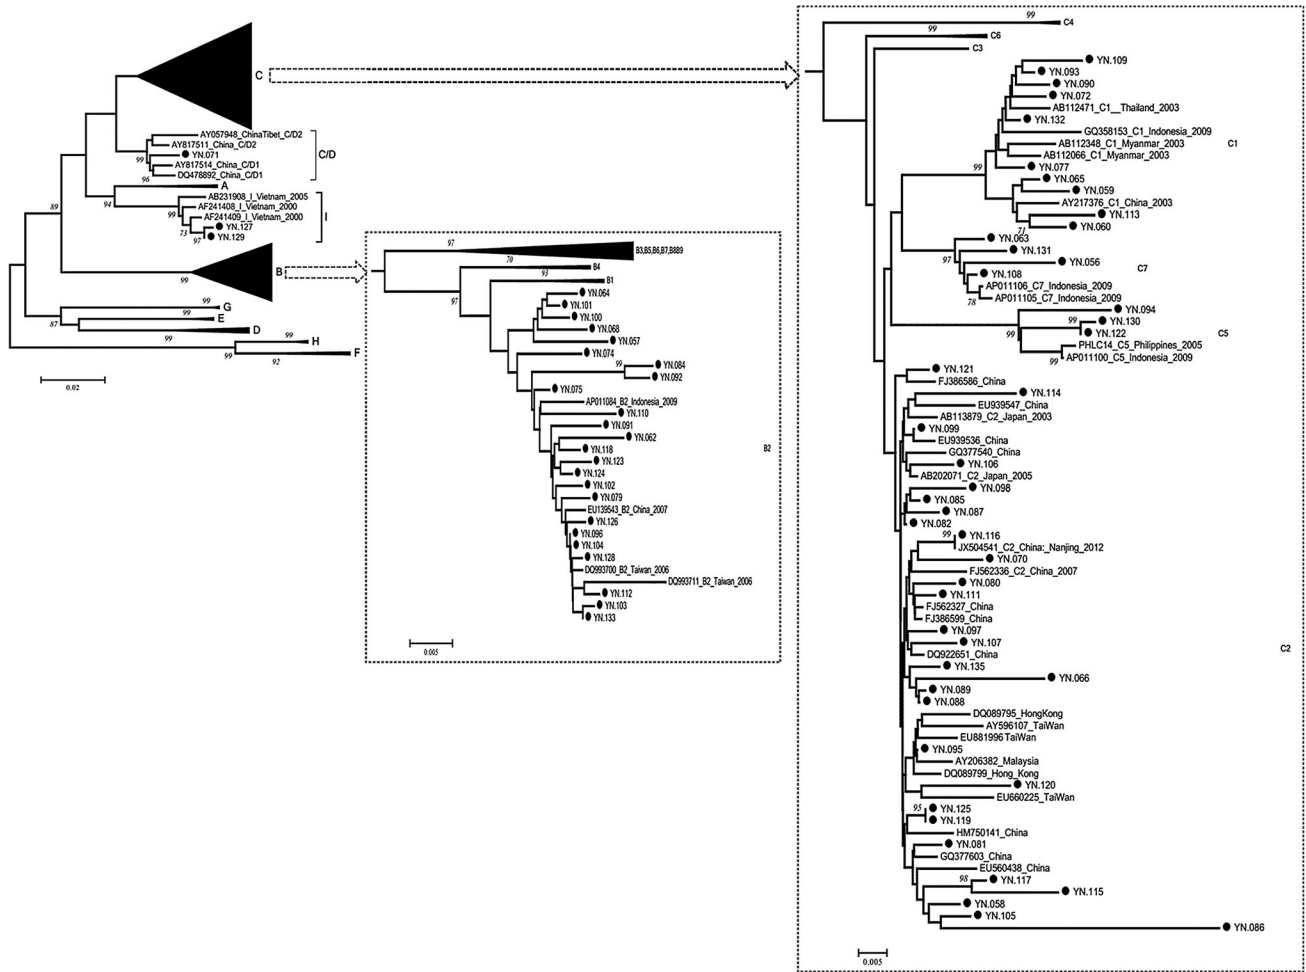 C
AY057948_ChinaTibet_C/D2
AY817511_China_C/D2
YN.071
99
AY817514_China_C/D1
DQ478892_China_C/D1
96
C/D
A
94
AB231908_I_Vietnam_2005
AF241408_I_Vietnam_2000
99
AF241409_I_Vietnam_2000
73
YN.127
97
YN.129
I
89
B
99
G
99
E
99
87
D
99
H
99
99
F
92
0.02
97
B3,B5,B6,B7,B8B9
70
B4
93
B1
97
YN.064
YN.101
YN.100
YN.068
YN.057
YN.074
99
YN.084
YN.092
YN.075
AP011084_B2_Indonesia_2009
YN.110
YN.091
YN.062
YN.118
YN.123
YN.124
YN.102
YN.079
EU139543_B2_China_2007
YN.126
YN.096
YN.104
YN.128
DQ993700_B2_Taiwan_2006
DQ993711_B2_Taiwan_2006
YN.112
YN.103
YN.133
B2
0.005
99
C4
99
C6
C3
YN.109
YN.093
YN.090
YN.072
AB112471_C1__Thailand_2003
YN.132
GQ358153_C1_Indonesia_2009
AB112348_C1_Myanmar_2003
C1
AB112066_C1_Myanmar_2003
99
YN.077
YN.065
YN.059
AY217376_C1_China_2003
YN.113
YN.060
71
YN.063
YN.131
97
YN.056
C7
YN.108
AP011106_C7_Indonesia_2009
AP011105_C7_Indonesia_2009
78
YN.094
99
YN.130
99
YN.122
C5
PHLC14_C5_Philippines_2005
99
AP011100_C5_Indonesia_2009
YN.121
FJ386586_China
YN.114
EU939547_China
AB113879_C2_Japan_2003
YN.099
EU939536_China
GQ377540_China
YN.106
AB202071_C2_Japan_2005
YN.098
YN.085
YN.087
YN.082
99
YN.116
JX504541_C2_China:_Nanjing_2012
YN.070
FJ562336_C2_China_2007
YN.080
YN.111
FJ562327_China
FJ386599_China
YN.097
YN.107
DQ922651_China
C2
YN.135
YN.066
YN.089
YN.088
DQ089795_HongKong
AY596107_TaiWan
EU881996 TaiWan
YN.095
AY206382_Malaysia
DQ089799_Hong_Kong
YN.120
EU660225_TaiWan
95
YN.125
YN.119
HM750141_China
YN.081
GQ377603_China
EU560438_China
98
YN.117
YN.115
YN.058
YN.105
YN.086
0.005